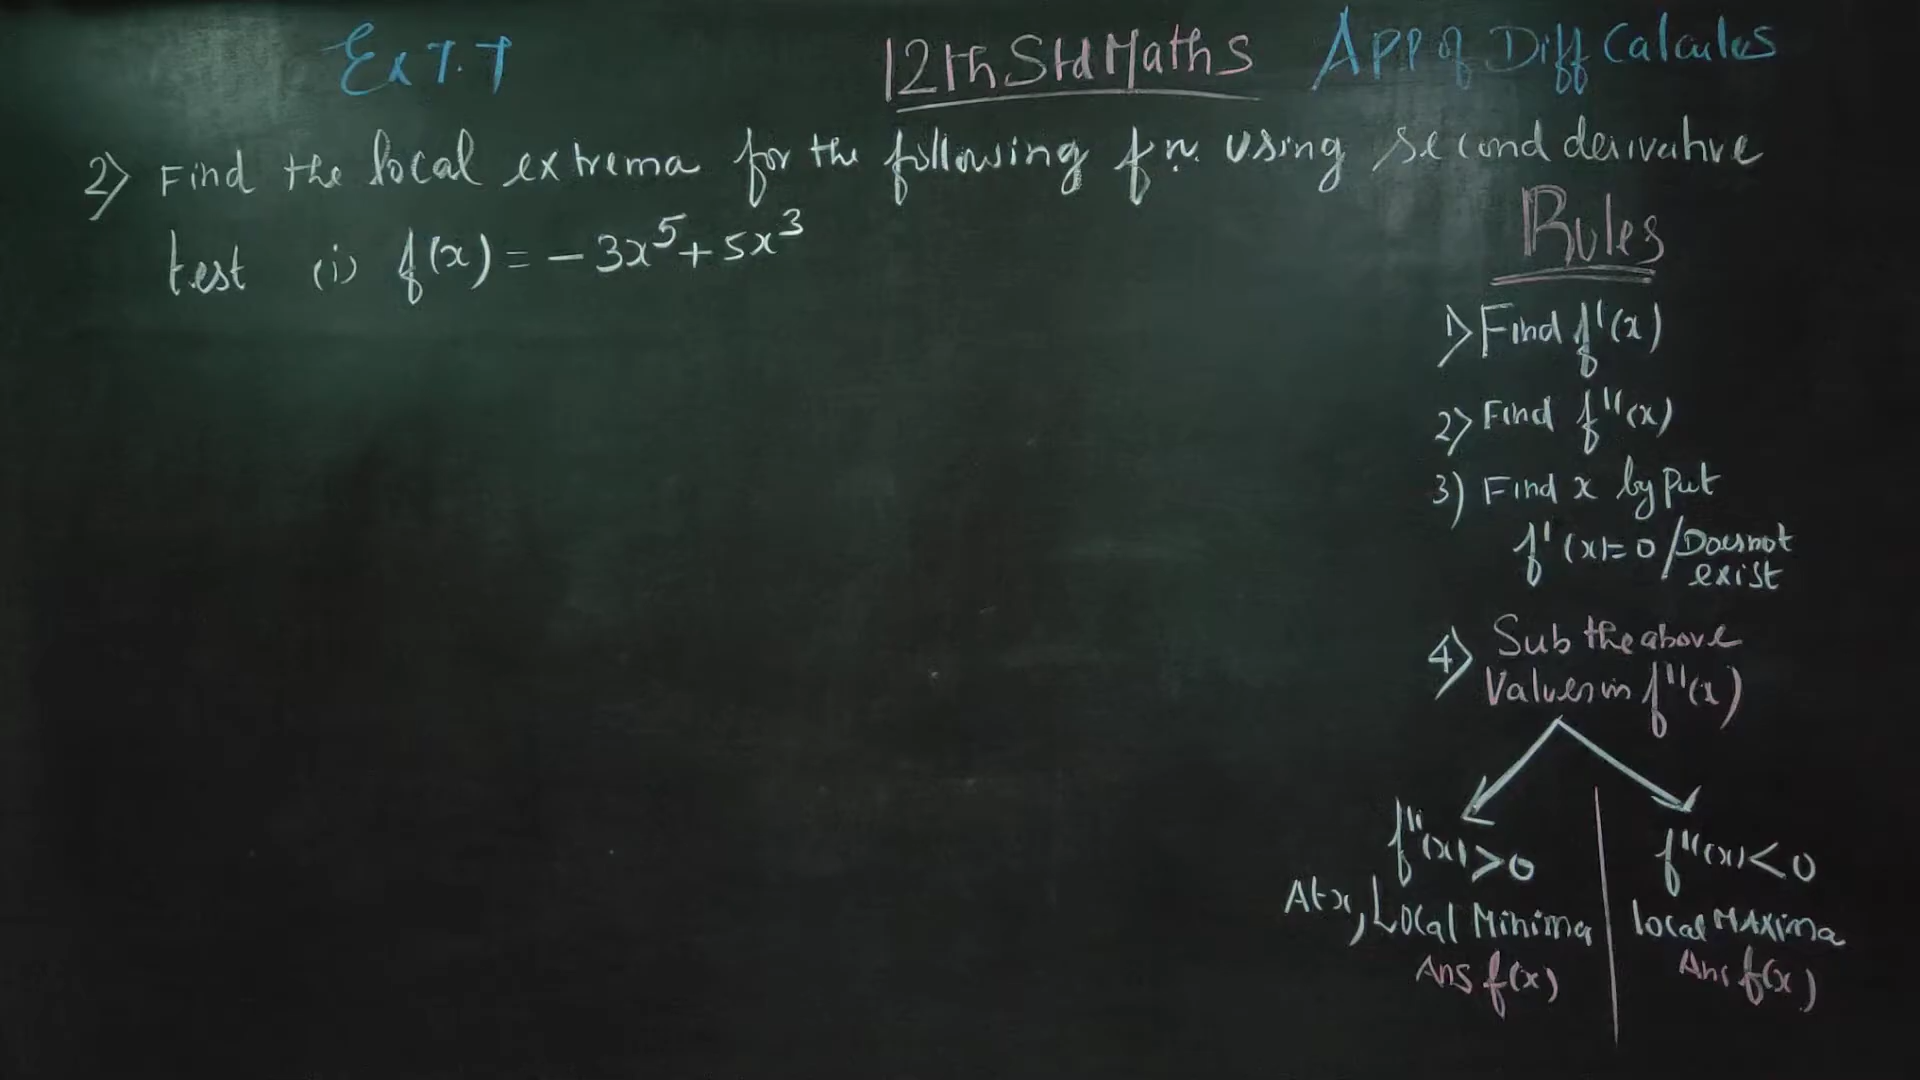 Ex 7.7 12th Std Maths App of Diff Calculus
2) Find the local extrema for the following fn. using second derivative
test (i) f(x) = -3x⁵+5x³
Rules
1) Find f'(x)
2) Find f''(x)
3) Find x by Put
f'(x)=0/Does not
exist
4) Sub the above
Values in f''(x)
f''(x)>0 f''(x)<0
At x, Local Minima local MAxima
Ans f(x) Ans f(x)